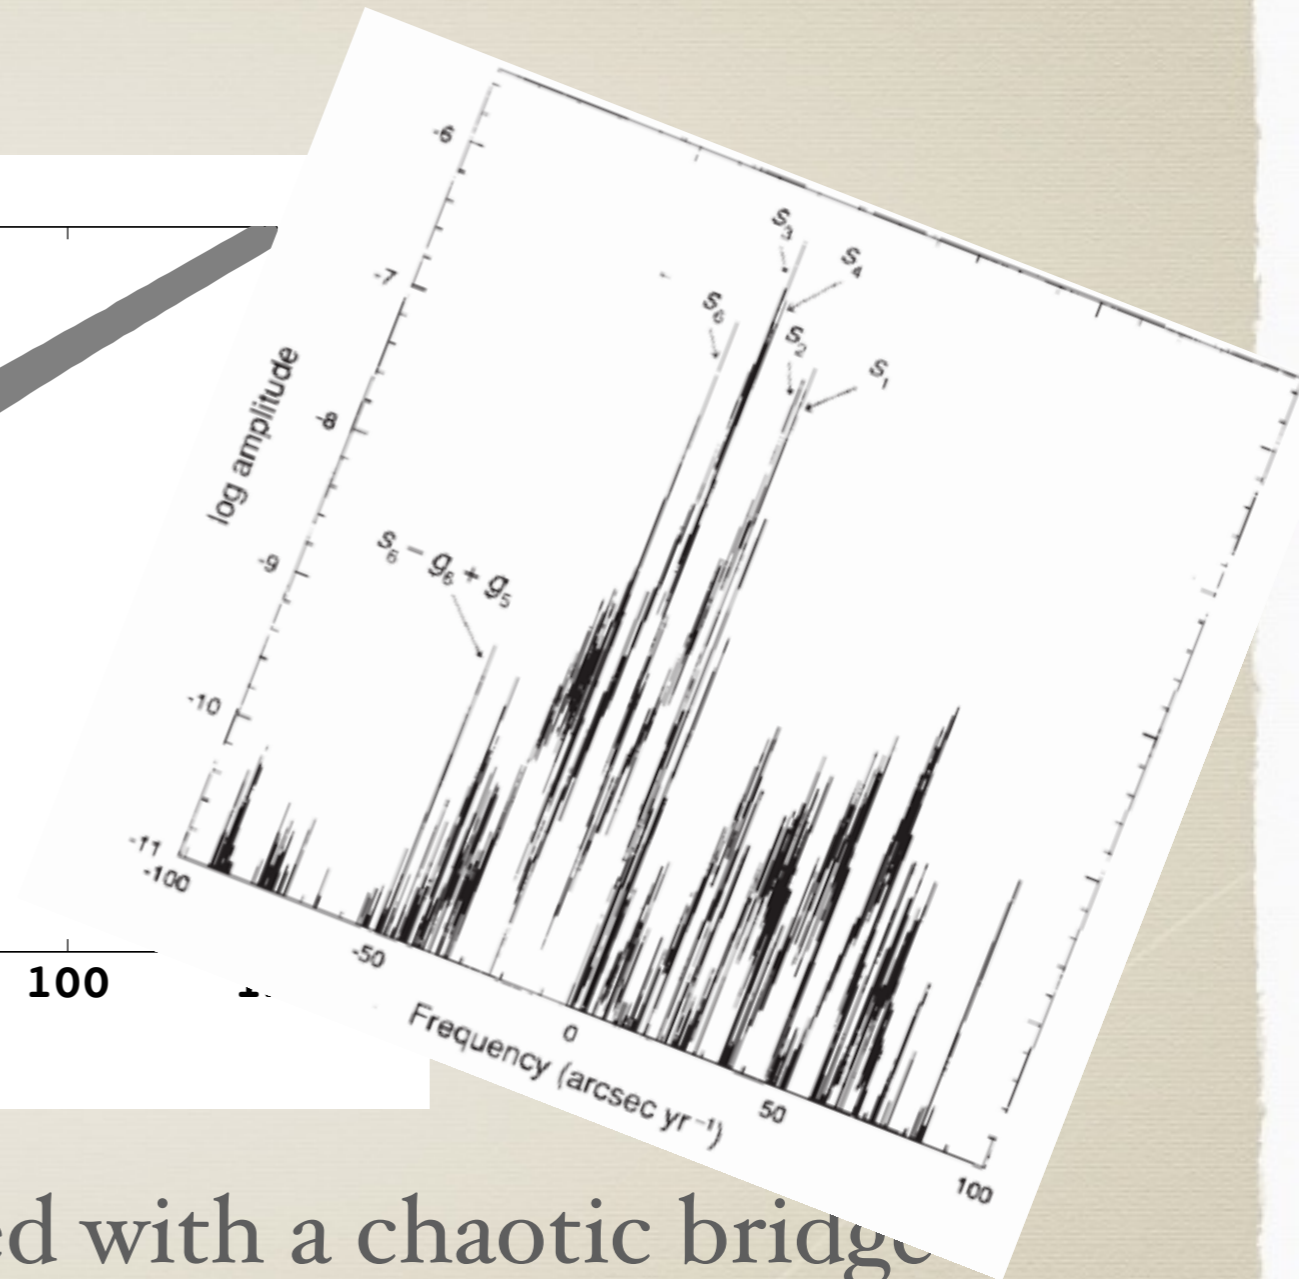 -6
s₃
s₄
-7
s₆
s₂
s₁
log amplitude
-8
-9
s₆ – g₆ + g₅
-10
-11
-100
-50
0
50
100
Frequency (arcsec yr⁻¹)
100
with a chaotic bridge